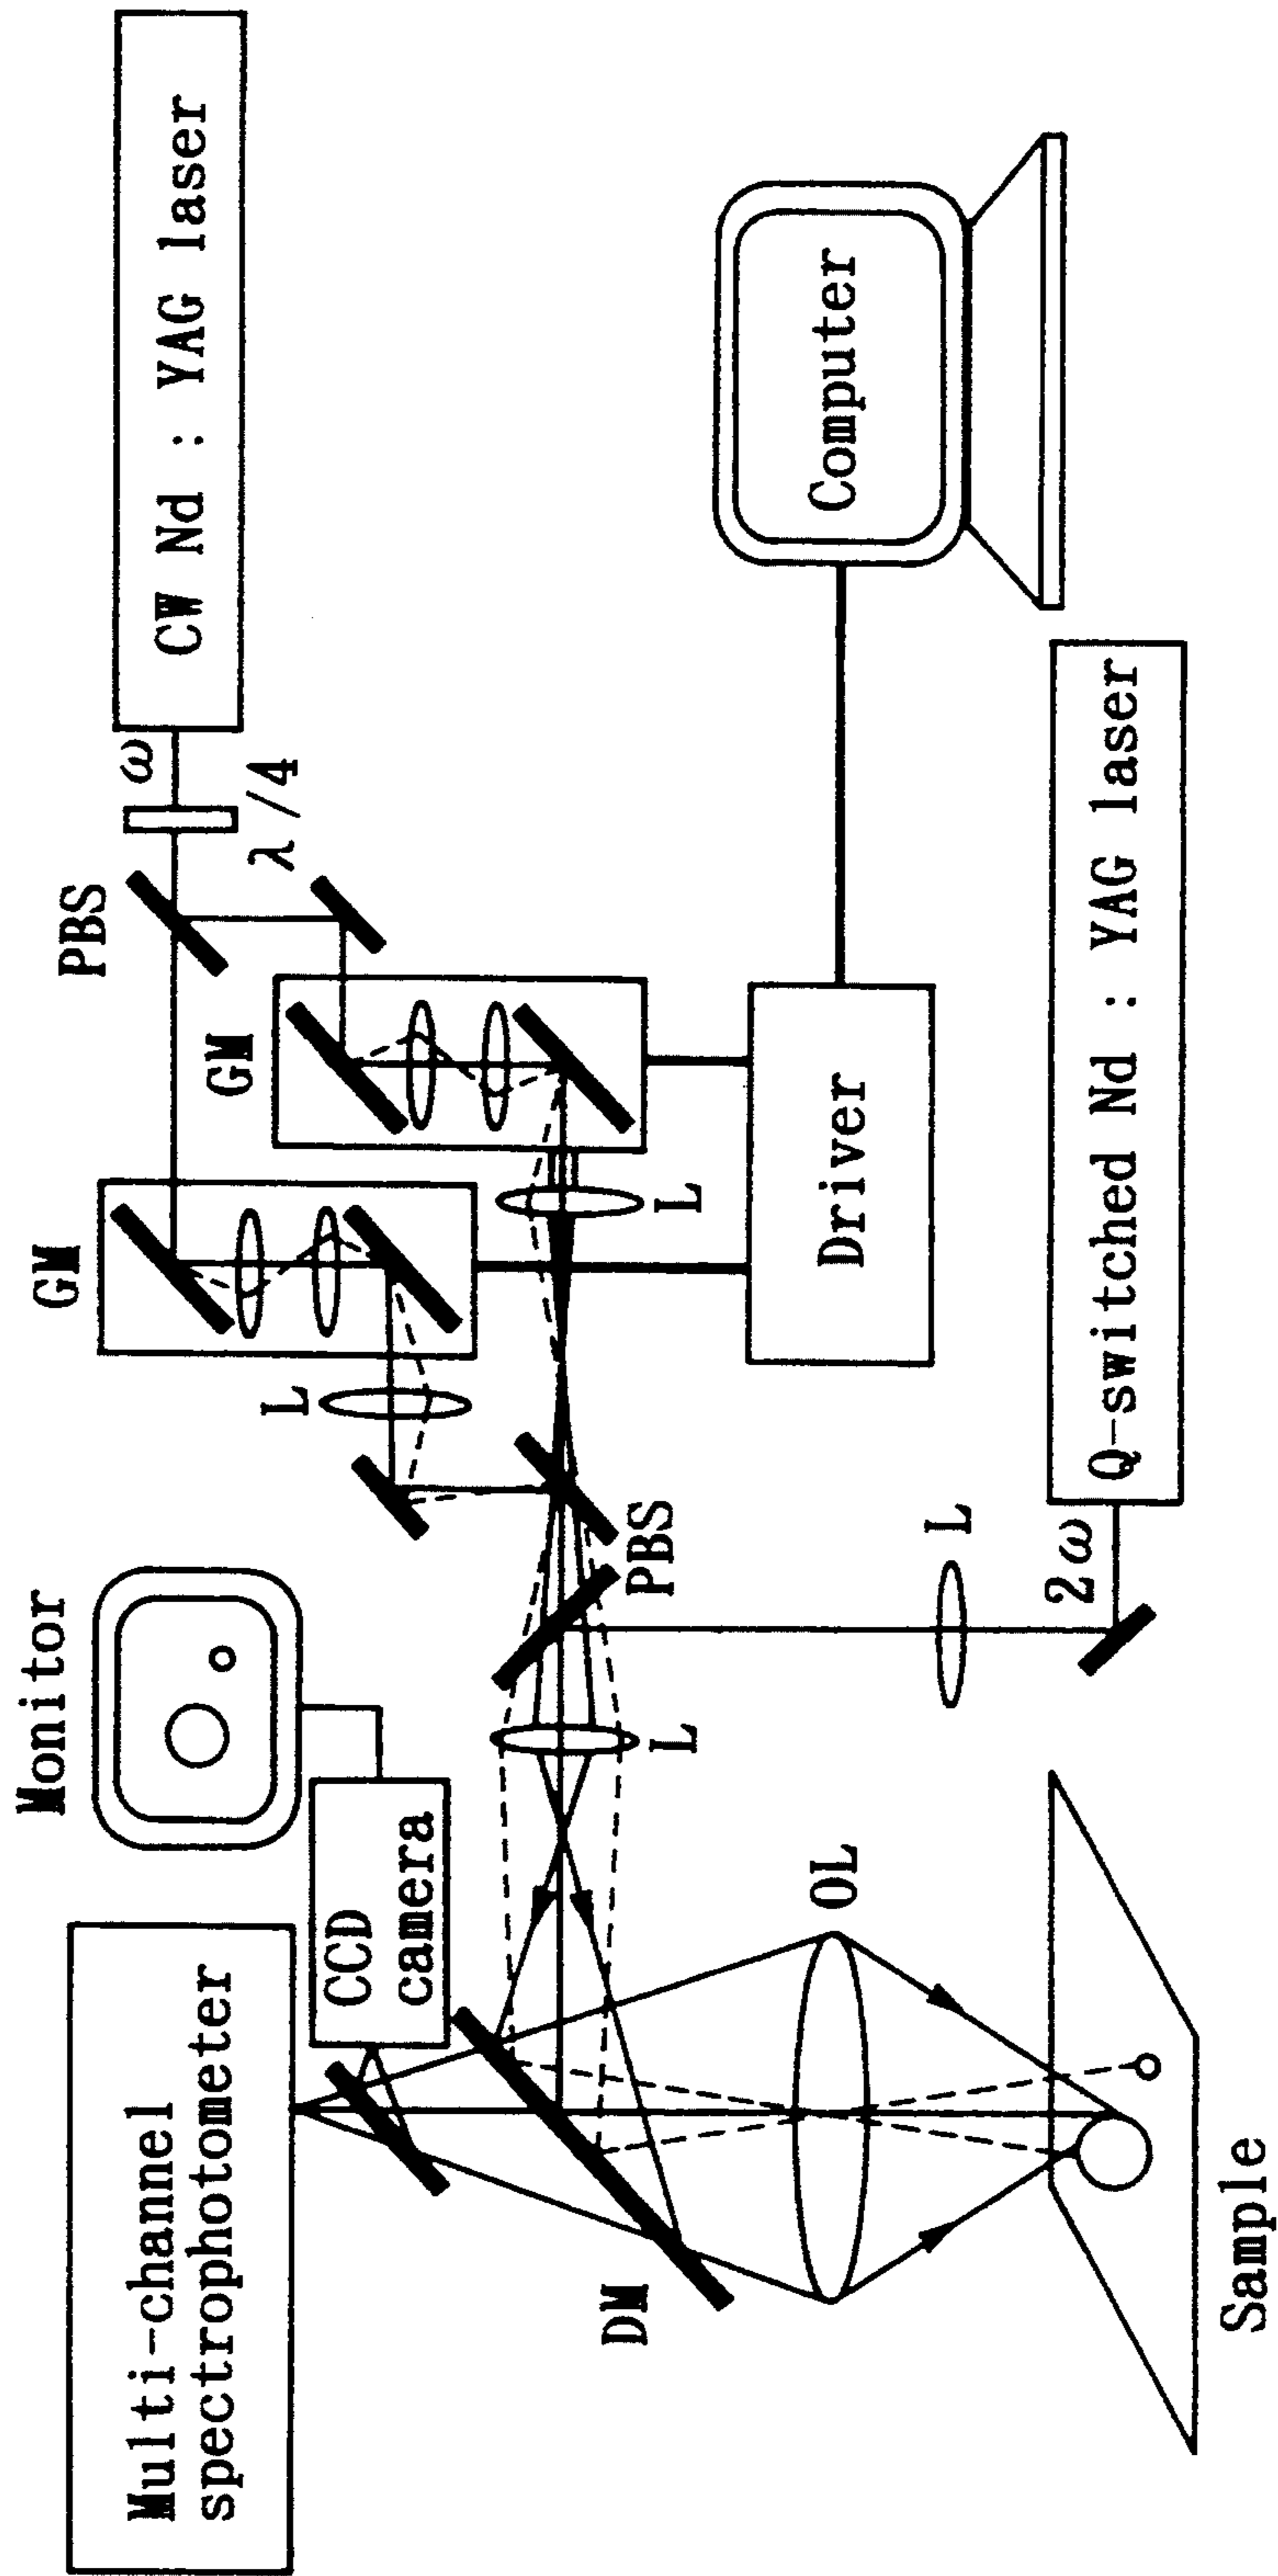 Multi-channel
spectrophotometer
Monitor
CCD
camera
DM
OL
Sample
L
PBS
L
GM
GM
L
L
PBS
λ/4
ω
CW Nd : YAG laser
Driver
Computer
2ω
L
Q-switched Nd : YAG laser